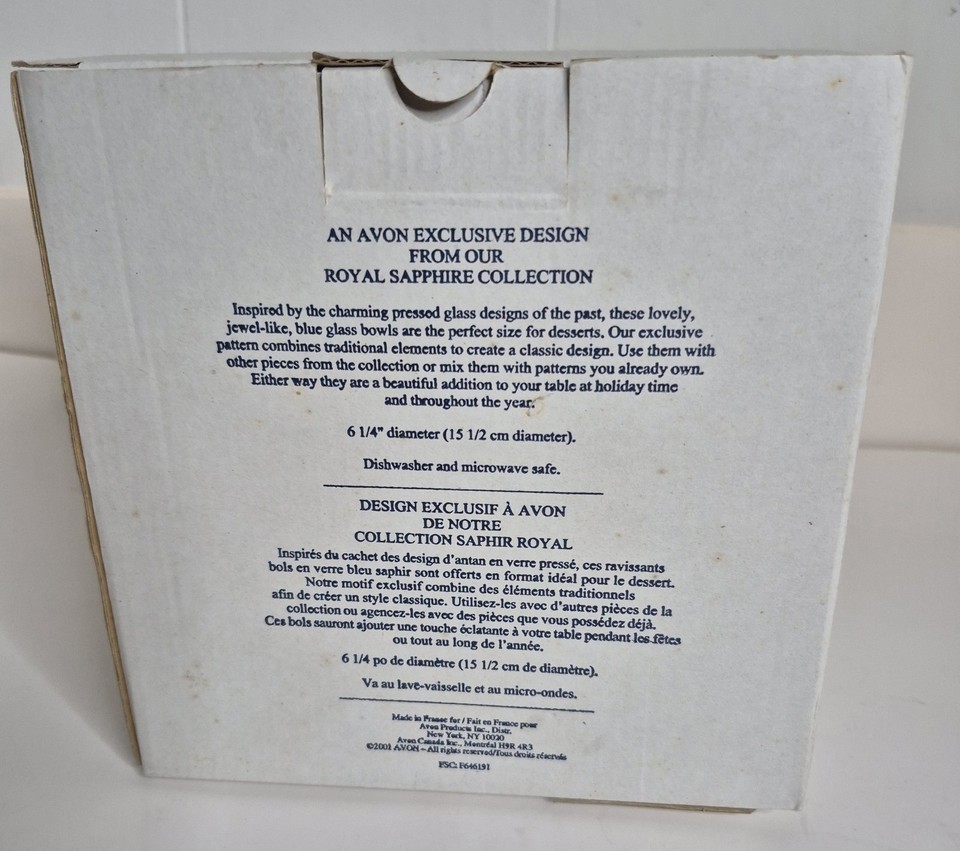 AN AVON EXCLUSIVE DESIGN
FROM OUR
ROYAL SAPPHIRE COLLECTION
Inspired by the charming pressed glass designs of the past, these lovely,
jewel-like, blue glass bowls are the perfect size for desserts. Our exclusive
pattern combines traditional elements to create a classic design. Use them with
other pieces from the collection or mix them with patterns you already own.
Either way they are a beautiful addition to your table at holiday time
and throughout the year.
6 1/4" diameter (15 1/2 cm diameter).
Dishwasher and microwave safe.
DESIGN EXCLUSIF À AVON
DE NOTRE
COLLECTION SAPHIR ROYAL
Inspirés du cachet des design d'antan en verre pressé, ces ravissants
bols en verre bleu saphir sont offerts en format idéal pour le dessert.
Notre motif exclusif combine des éléments traditionnels
afin de créer un style classique. Utilisez-les avec d'autres pièces de la
collection ou agencez-les avec des pièces que vous possédez déjà.
Ces bols sauront ajouter une touche éclatante à votre table pendant les fêtes
ou tout au long de l'année.
6 1/4 po de diamètre (15 1/2 cm de diamètre).
Va au lave-vaisselle et au micro-ondes.
Made in France for / Fait en France pour
Avon Products Inc., Distr.
New York, NY 10020
Avon Canada Inc., Montréal H9R 4R3
©2001 AVON – All rights reserved/Tous droits réservés
FSC: F646191